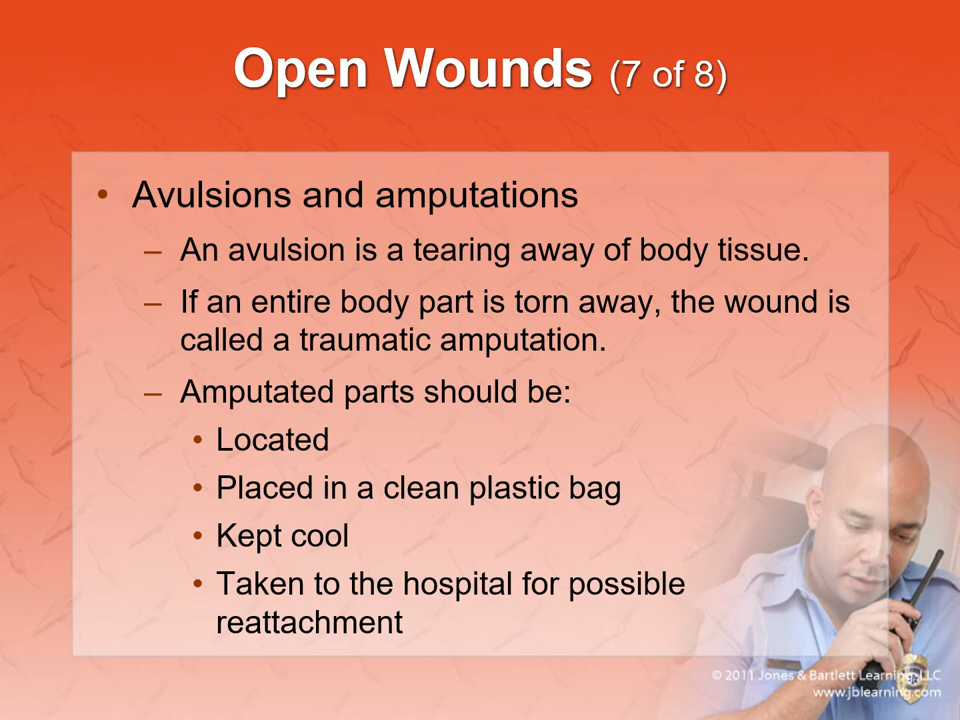 Open Wounds (7 of 8)
• Avulsions and amputations
– An avulsion is a tearing away of body tissue.
– If an entire body part is torn away, the wound is
called a traumatic amputation.
– Amputated parts should be:
• Located
• Placed in a clean plastic bag
• Kept cool
• Taken to the hospital for possible
reattachment
© 2011 Jones & Bartlett Learning, LLC
www.jblearning.com